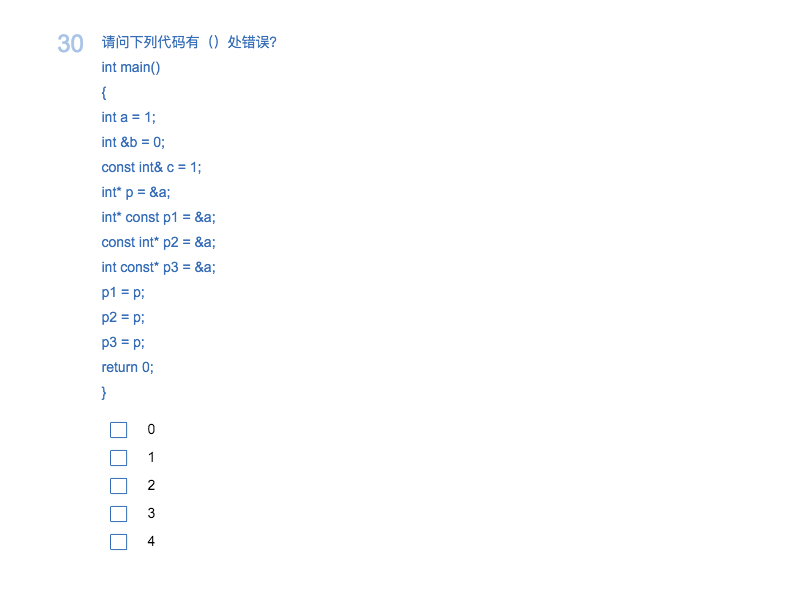 30 请问下列代码有（）处错误?
int main()
{
int a = 1;
int &b = 0;
const int& c = 1;
int* p = &a;
int* const p1 = &a;
const int* p2 = &a;
int const* p3 = &a;
p1 = p;
p2 = p;
p3 = p;
return 0;
}
0
1
2
3
4